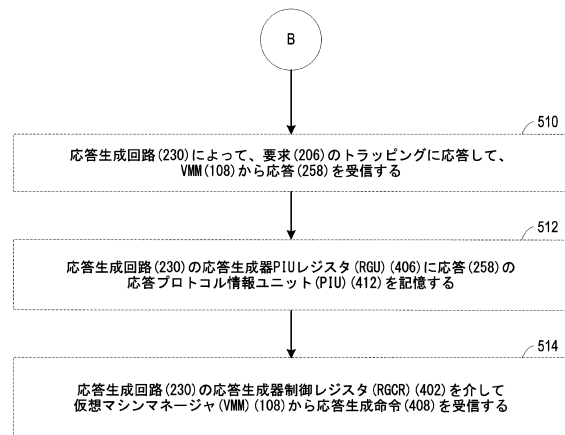 B
510
応答生成回路(230)によって、要求(206)のトラッピングに応答して、
VMM(108)から応答(258)を受信する
512
応答生成回路(230)の応答生成器PIUレジスタ(RGU)(406)に応答(258)の
応答プロトコル情報ユニット(PIU)(412)を記憶する
514
応答生成回路(230)の応答生成器制御レジスタ(RGCR)(402)を介して
仮想マシンマネージャ(VMM)(108)から応答生成命令(408)を受信する